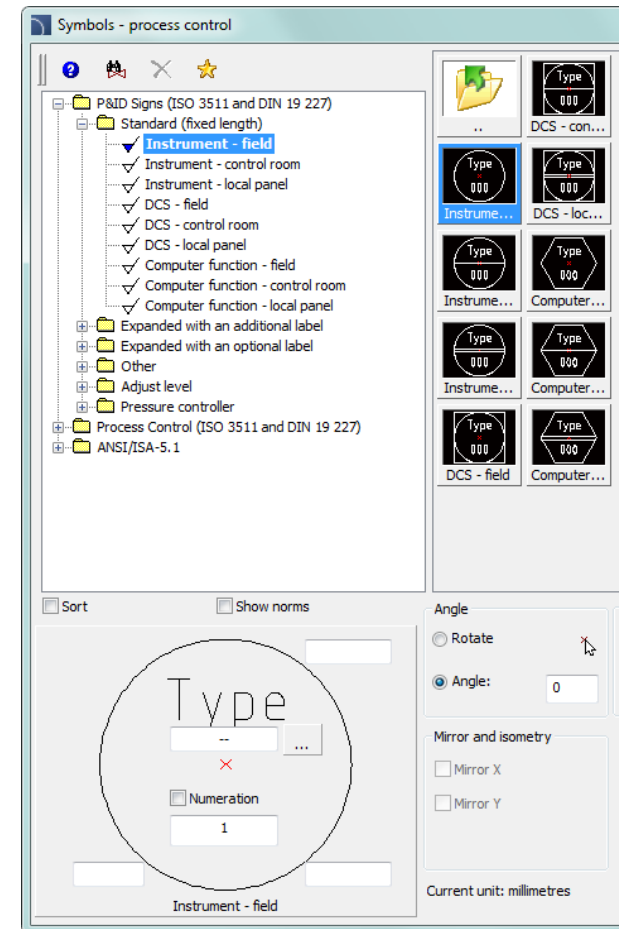 Symbols - process control
P&ID Signs (ISO 3511 and DIN 19 227)
Standard (fixed length)
Instrument - field
Instrument - control room
Instrument - local panel
DCS - field
DCS - control room
DCS - local panel
Computer function - field
Computer function - control room
Computer function - local panel
Expanded with an additional label
Expanded with an optional label
Other
Adjust level
Pressure controller
Process Control (ISO 3511 and DIN 19 227)
ANSI/ISA-5.1
..
Type
000
DCS - con...
Type
000
Instrume...
Type
000
DCS - loc...
Type
000
Instrume...
Type
000
Computer...
Type
000
Instrume...
Type
000
Computer...
Type
000
DCS - field
Type
000
Computer...
Sort
Show norms
Type
--
...
Numeration
1
Instrument - field
Angle
Rotate
Angle:
0
Mirror and isometry
Mirror X
Mirror Y
Current unit: millimetres